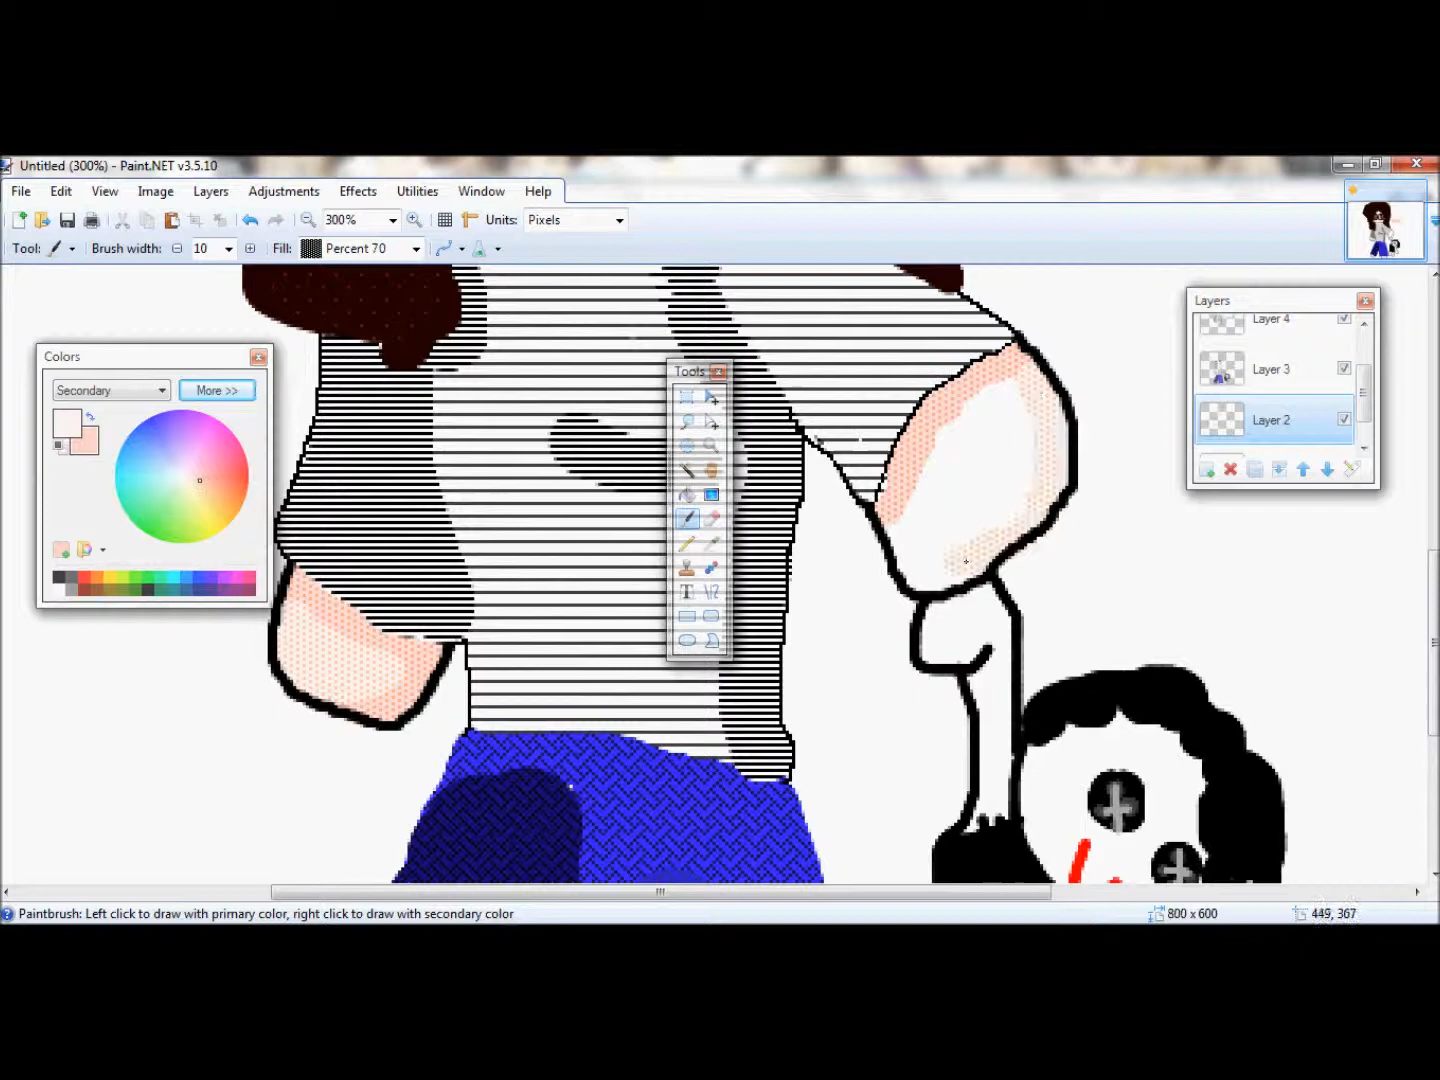 Untitled (300%) - Paint.NET v3.5.10
File Edit View Image Layers Adjustments Effects Utilities Window Help
300% Units: Pixels
Tool: Brush width: 10 Fill: Percent 70
Layers
Layer 4
Layer 3
Layer 2
Colors
Secondary More >>
Tools
T
Paintbrush: Left click to draw with primary color, right click to draw with secondary color 800 x 600 449, 367